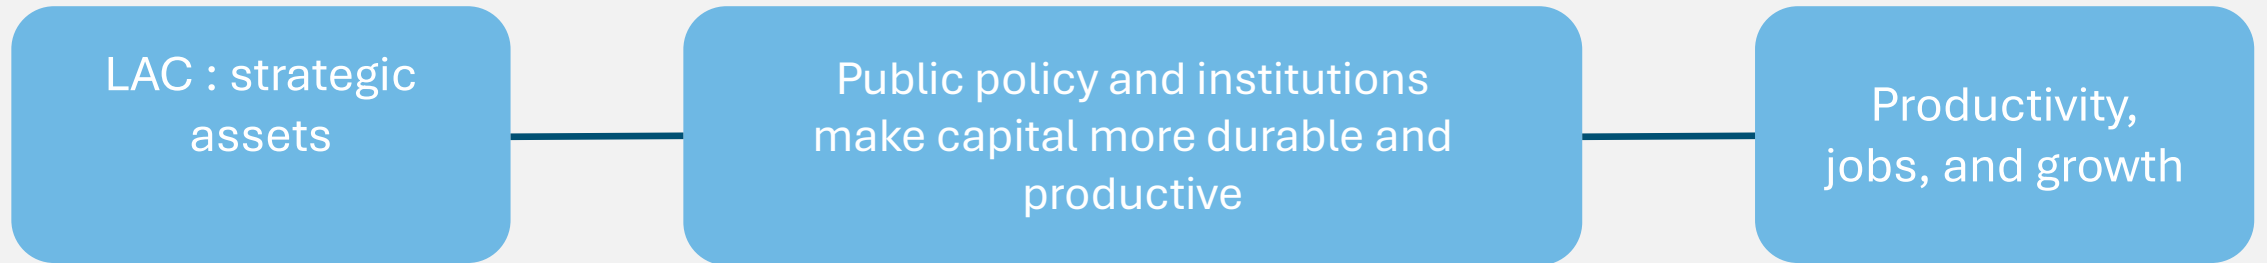 LAC : strategic
assets
Public policy and institutions
make capital more durable and
productive
Productivity,
jobs, and growth